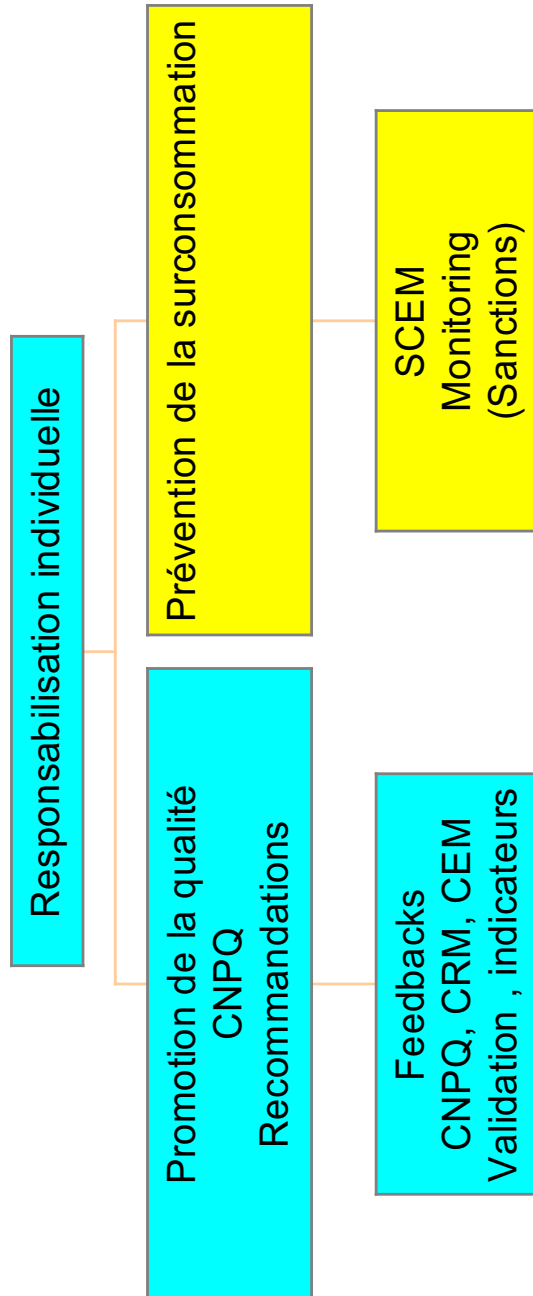 Responsabilisation individuelle
Promotion de la qualité
CNPQ
Recommandations
Prévention de la surconsommation
Feedbacks
CNPQ, CRM, CEM
Validation , indicateurs
SCEM
Monitoring
(Sanctions)